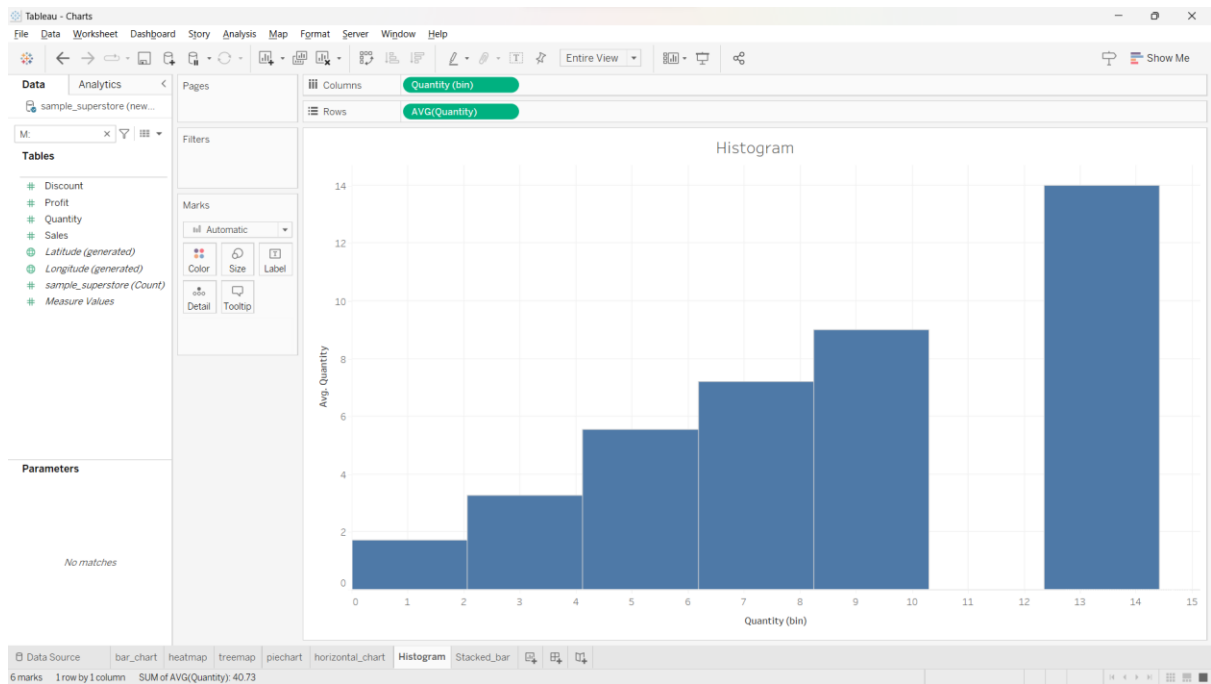 Tableau - Charts
File Data Worksheet Dashboard Story Analysis Map Format Server Window Help
Entire View
Show Me
Data Analytics
Pages
Columns
Quantity (bin)
sample_superstore (new...
Rows
AVG(Quantity)
M:
Filters
Histogram
Tables
Discount
Profit
Quantity
Sales
Latitude (generated)
Longitude (generated)
sample_superstore (Count)
Measure Values
Marks
Automatic
Color Size Label
Detail Tooltip
14
12
10
8
6
4
2
0
Avg. Quantity
0 1 2 3 4 5 6 7 8 9 10 11 12 13 14 15
Quantity (bin)
Parameters
No matches
Data Source bar_chart heatmap treemap piechart horizontal_chart Histogram Stacked_bar
6 marks 1 row by 1 column SUM of AVG(Quantity): 40.73